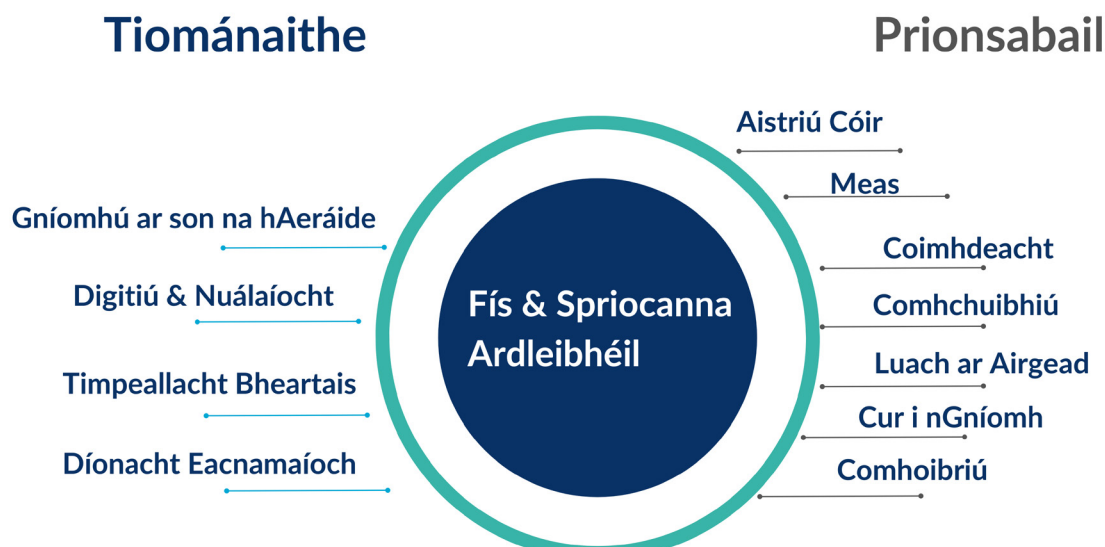 Tiománaithe
Prionsabail
Gníomhú ar son na hAeráide
Digitiú & Nuálaíocht
Timpeallacht Bheartais
Díonacht Eacnamaíoch
Fís & Spriocanna
Ardleibhéil
Aistriú Cóir
Meas
Coimhdeacht
Comhchuibhiú
Luach ar Airgead
Cur i nGníomh
Comhoibriú